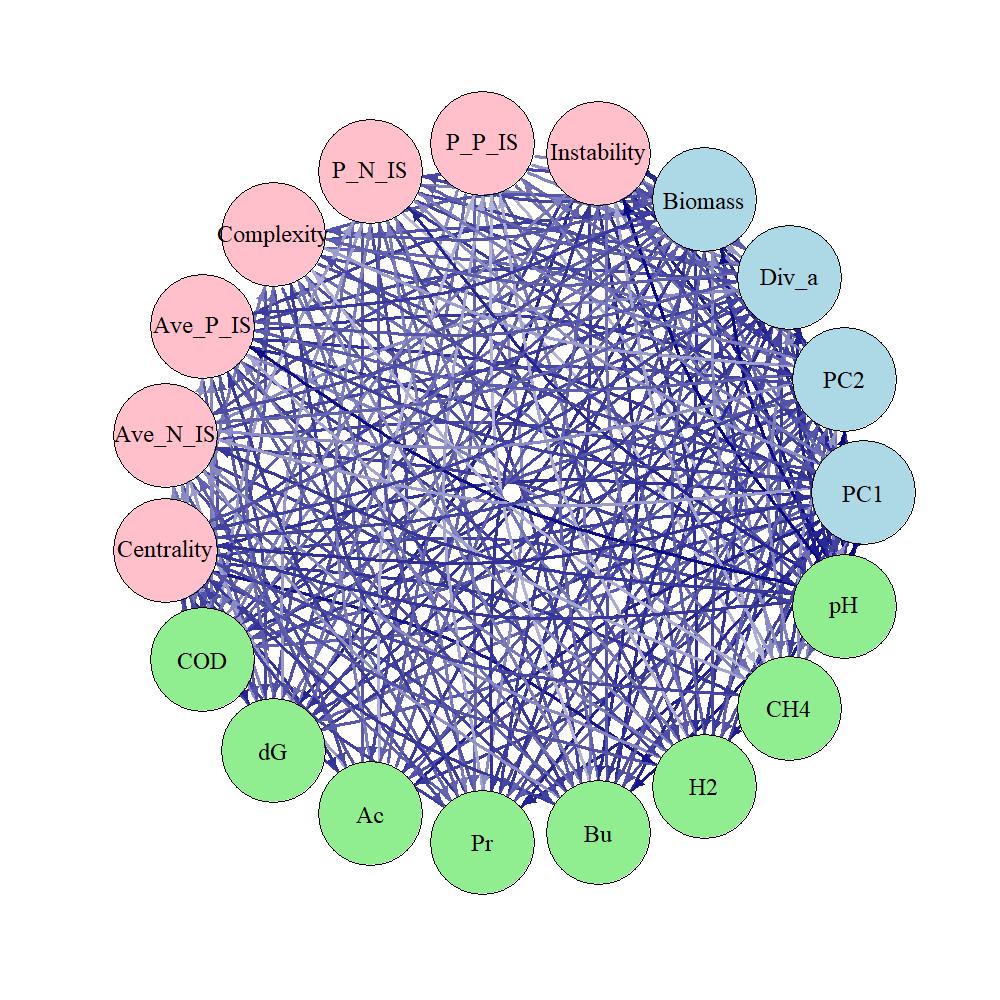 P_P_IS
Instability
P_N_IS
Biomass
Complexity
Div_a
Ave_P_IS
PC2
Ave_N_IS
PC1
Centrality
pH
COD
CH4
dG
H2
Ac
Bu
Pr